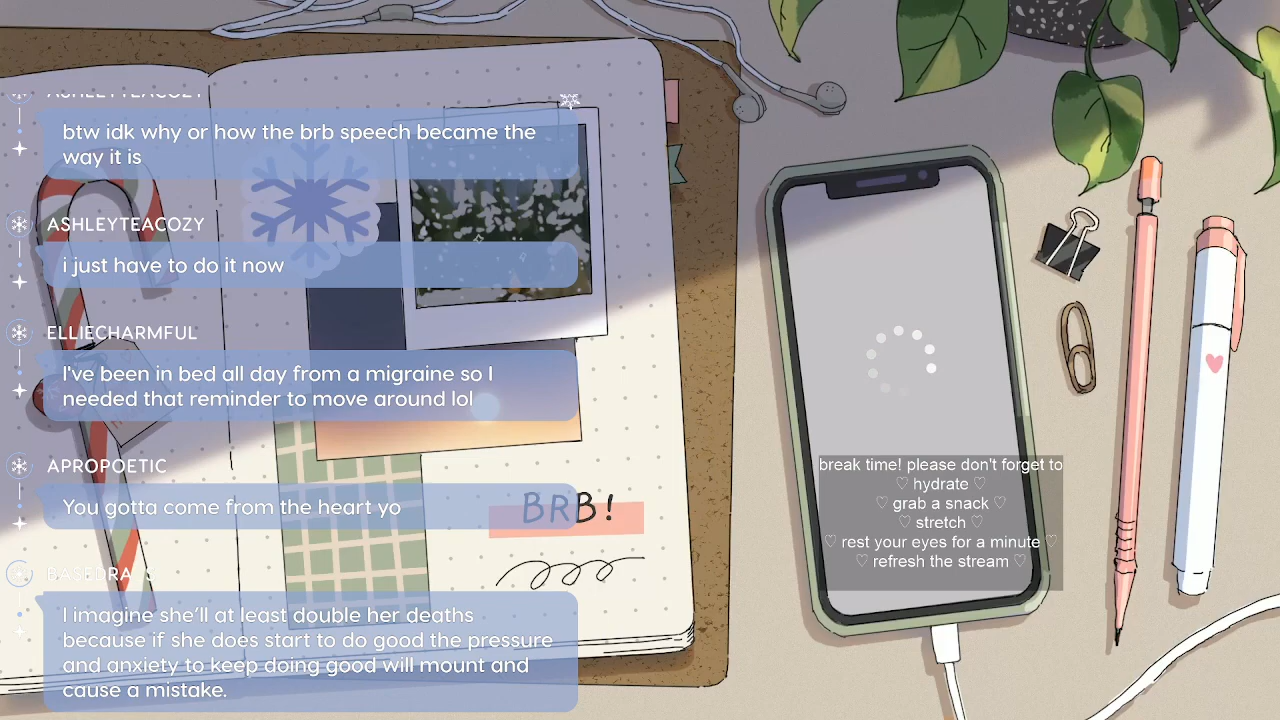 ASHLEYTEACOZY
btw idk why or how the brb speech became the
way it is
ASHLEYTEACOZY
i just have to do it now
ELLIECHARMFUL
I've been in bed all day from a migraine so I
needed that reminder to move around lol
APROPOETIC
You gotta come from the heart yo
I imagine she'll at least double her deaths
because if she does start to do good the pressure
and anxiety to keep doing good will mount and
cause a mistake.
BRB!
break time! please don't forget to
♡ hydrate ♡
♡ grab a snack ♡
♡ stretch ♡
♡ rest your eyes for a minute ♡
♡ refresh the stream ♡